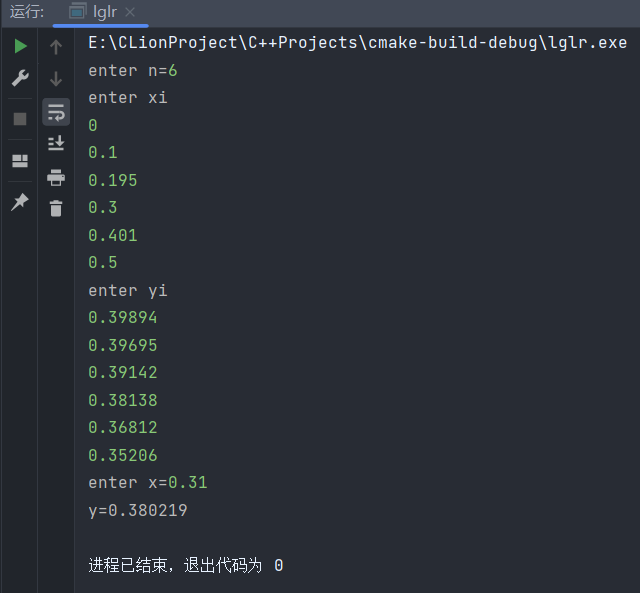 运行: lglr
E:\CLionProject\C++Projects\cmake-build-debug\lglr.exe
enter n=6
enter xi
0
0.1
0.195
0.3
0.401
0.5
enter yi
0.39894
0.39695
0.39142
0.38138
0.36812
0.35206
enter x=0.31
y=0.380219
进程已结束，退出代码为 0